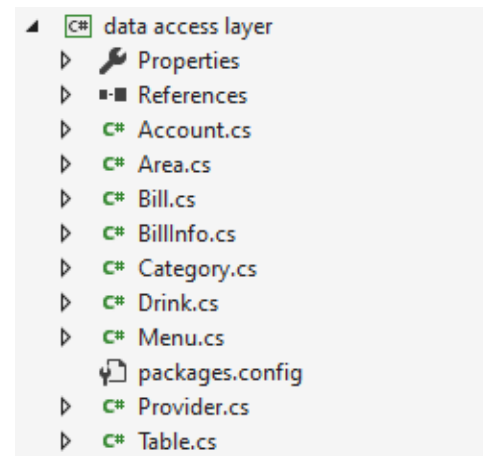 C# data access layer
Properties
References
C# Account.cs
C# Area.cs
C# Bill.cs
C# BillInfo.cs
C# Category.cs
C# Drink.cs
C# Menu.cs
packages.config
C# Provider.cs
C# Table.cs